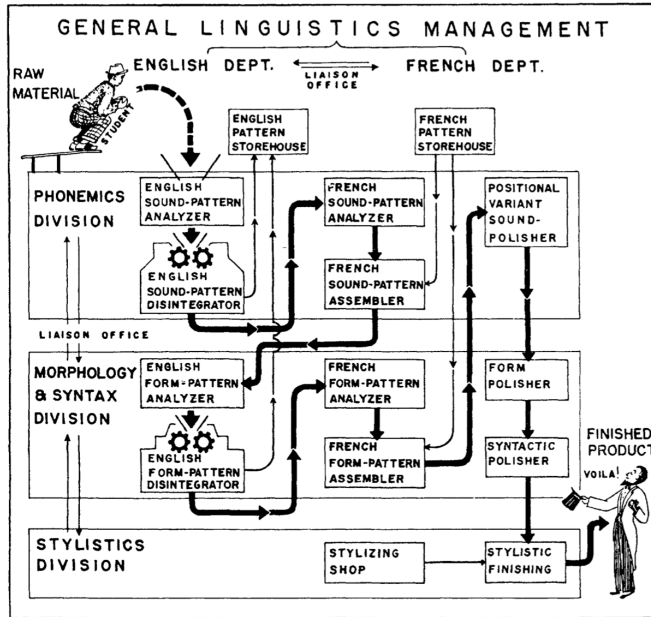 GENERAL LINGUISTICS MANAGEMENT
ENGLISH DEPT.
LIAISON
OFFICE
FRENCH DEPT.
RAW
MATERIAL
STUDENT
ENGLISH
PATTERN
STOREHOUSE
FRENCH
PATTERN
STOREHOUSE
PHONEMICS
DIVISION
ENGLISH
SOUND-PATTERN
ANALYZER
FRENCH
SOUND-PATTERN
ANALYZER
POSITIONAL
VARIANT
SOUND-
POLISHER
ENGLISH
SOUND-PATTERN
DISINTEGRATOR
FRENCH
SOUND-PATTERN
ASSEMBLER
LIAISON OFFICE
MORPHOLOGY
& SYNTAX
DIVISION
ENGLISH
FORM-PATTERN
ANALYZER
FRENCH
FORM-PATTERN
ANALYZER
FORM
POLISHER
ENGLISH
FORM-PATTERN
DISINTEGRATOR
FRENCH
FORM-PATTERN
ASSEMBLER
SYNTACTIC
POLISHER
FINISHED
PRODUCT
VOILA!
STYLISTICS
DIVISION
STYLIZING
SHOP
STYLISTIC
FINISHING